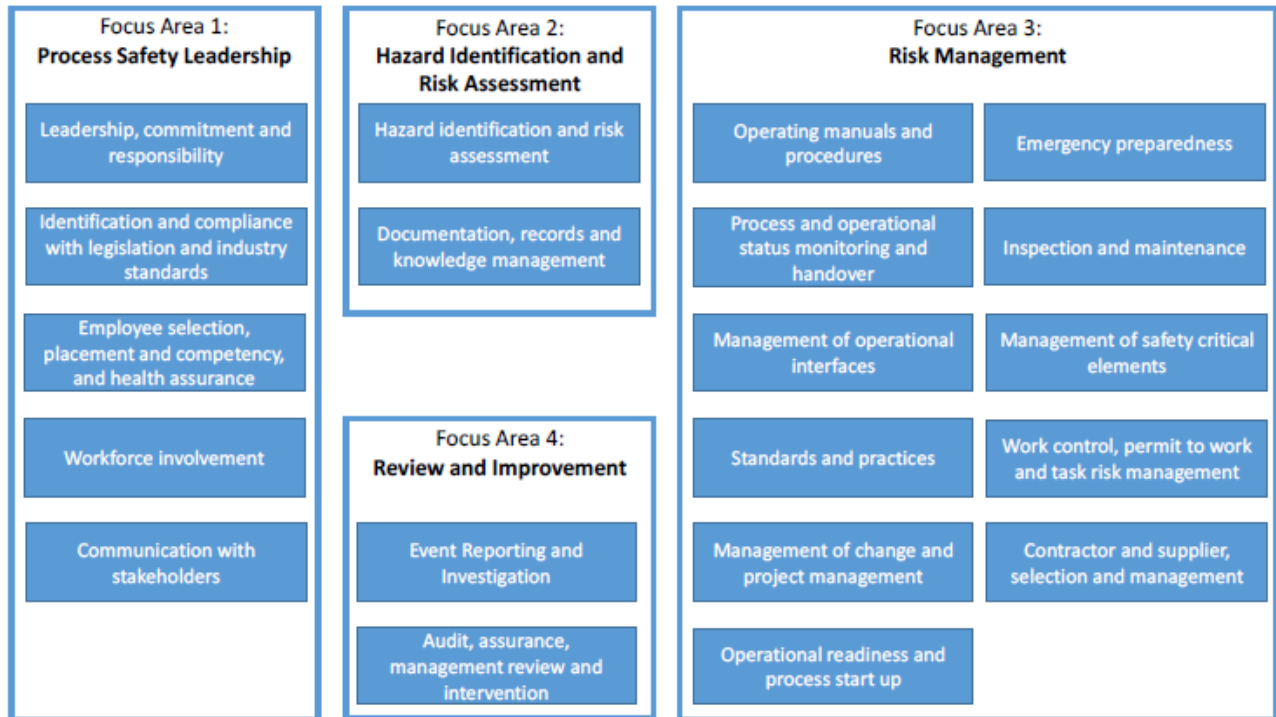 Focus Area 1:
Process Safety Leadership
Leadership, commitment and
responsibility
Identification and compliance
with legislation and industry
standards
Employee selection,
placement and competency,
and health assurance
Workforce involvement
Communication with
stakeholders
Focus Area 2:
Hazard Identification and
Risk Assessment
Hazard identification and risk
assessment
Documentation, records and
knowledge management
Focus Area 4:
Review and Improvement
Event Reporting and
Investigation
Audit, assurance,
management review and
intervention
Focus Area 3:
Risk Management
Operating manuals and
procedures
Process and operational
status monitoring and
handover
Management of operational
interfaces
Standards and practices
Management of change and
project management
Operational readiness and
process start up
Emergency preparedness
Inspection and maintenance
Management of safety critical
elements
Work control, permit to work
and task risk management
Contractor and supplier,
selection and management